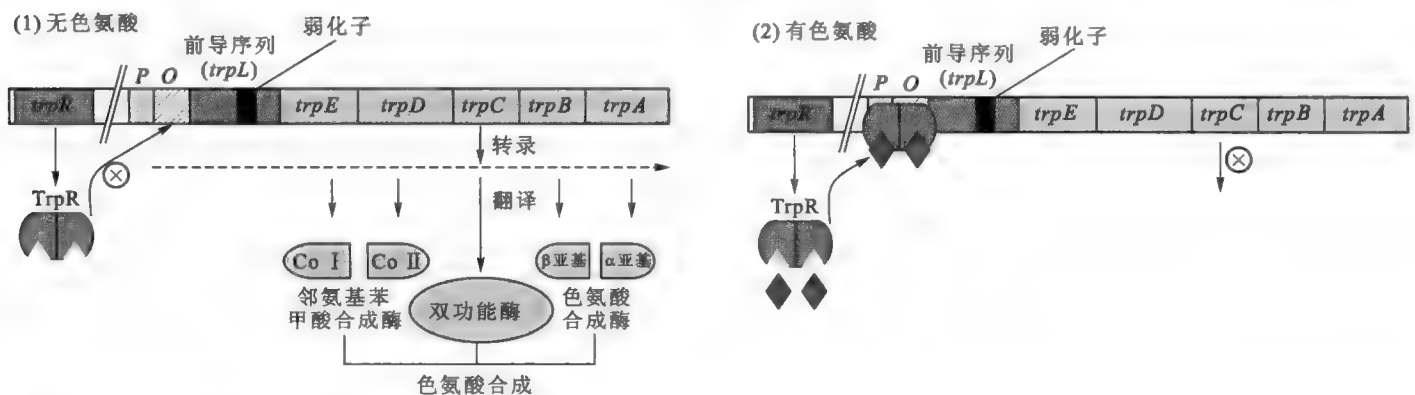 (1) 无色氨酸
弱化子
前导序列
(trpL)
P O
trpR
trpE
trpD
trpC
trpB
trpA
转录
TrpR
翻译
Co Ⅰ
Co Ⅱ
β亚基
α亚基
邻氨基苯
甲酸合成酶
双功能酶
色氨酸
合成酶
色氨酸合成
(2) 有色氨酸
弱化子
前导序列
(trpL)
P O
trpR
trpE
trpD
trpC
trpB
trpA
TrpR